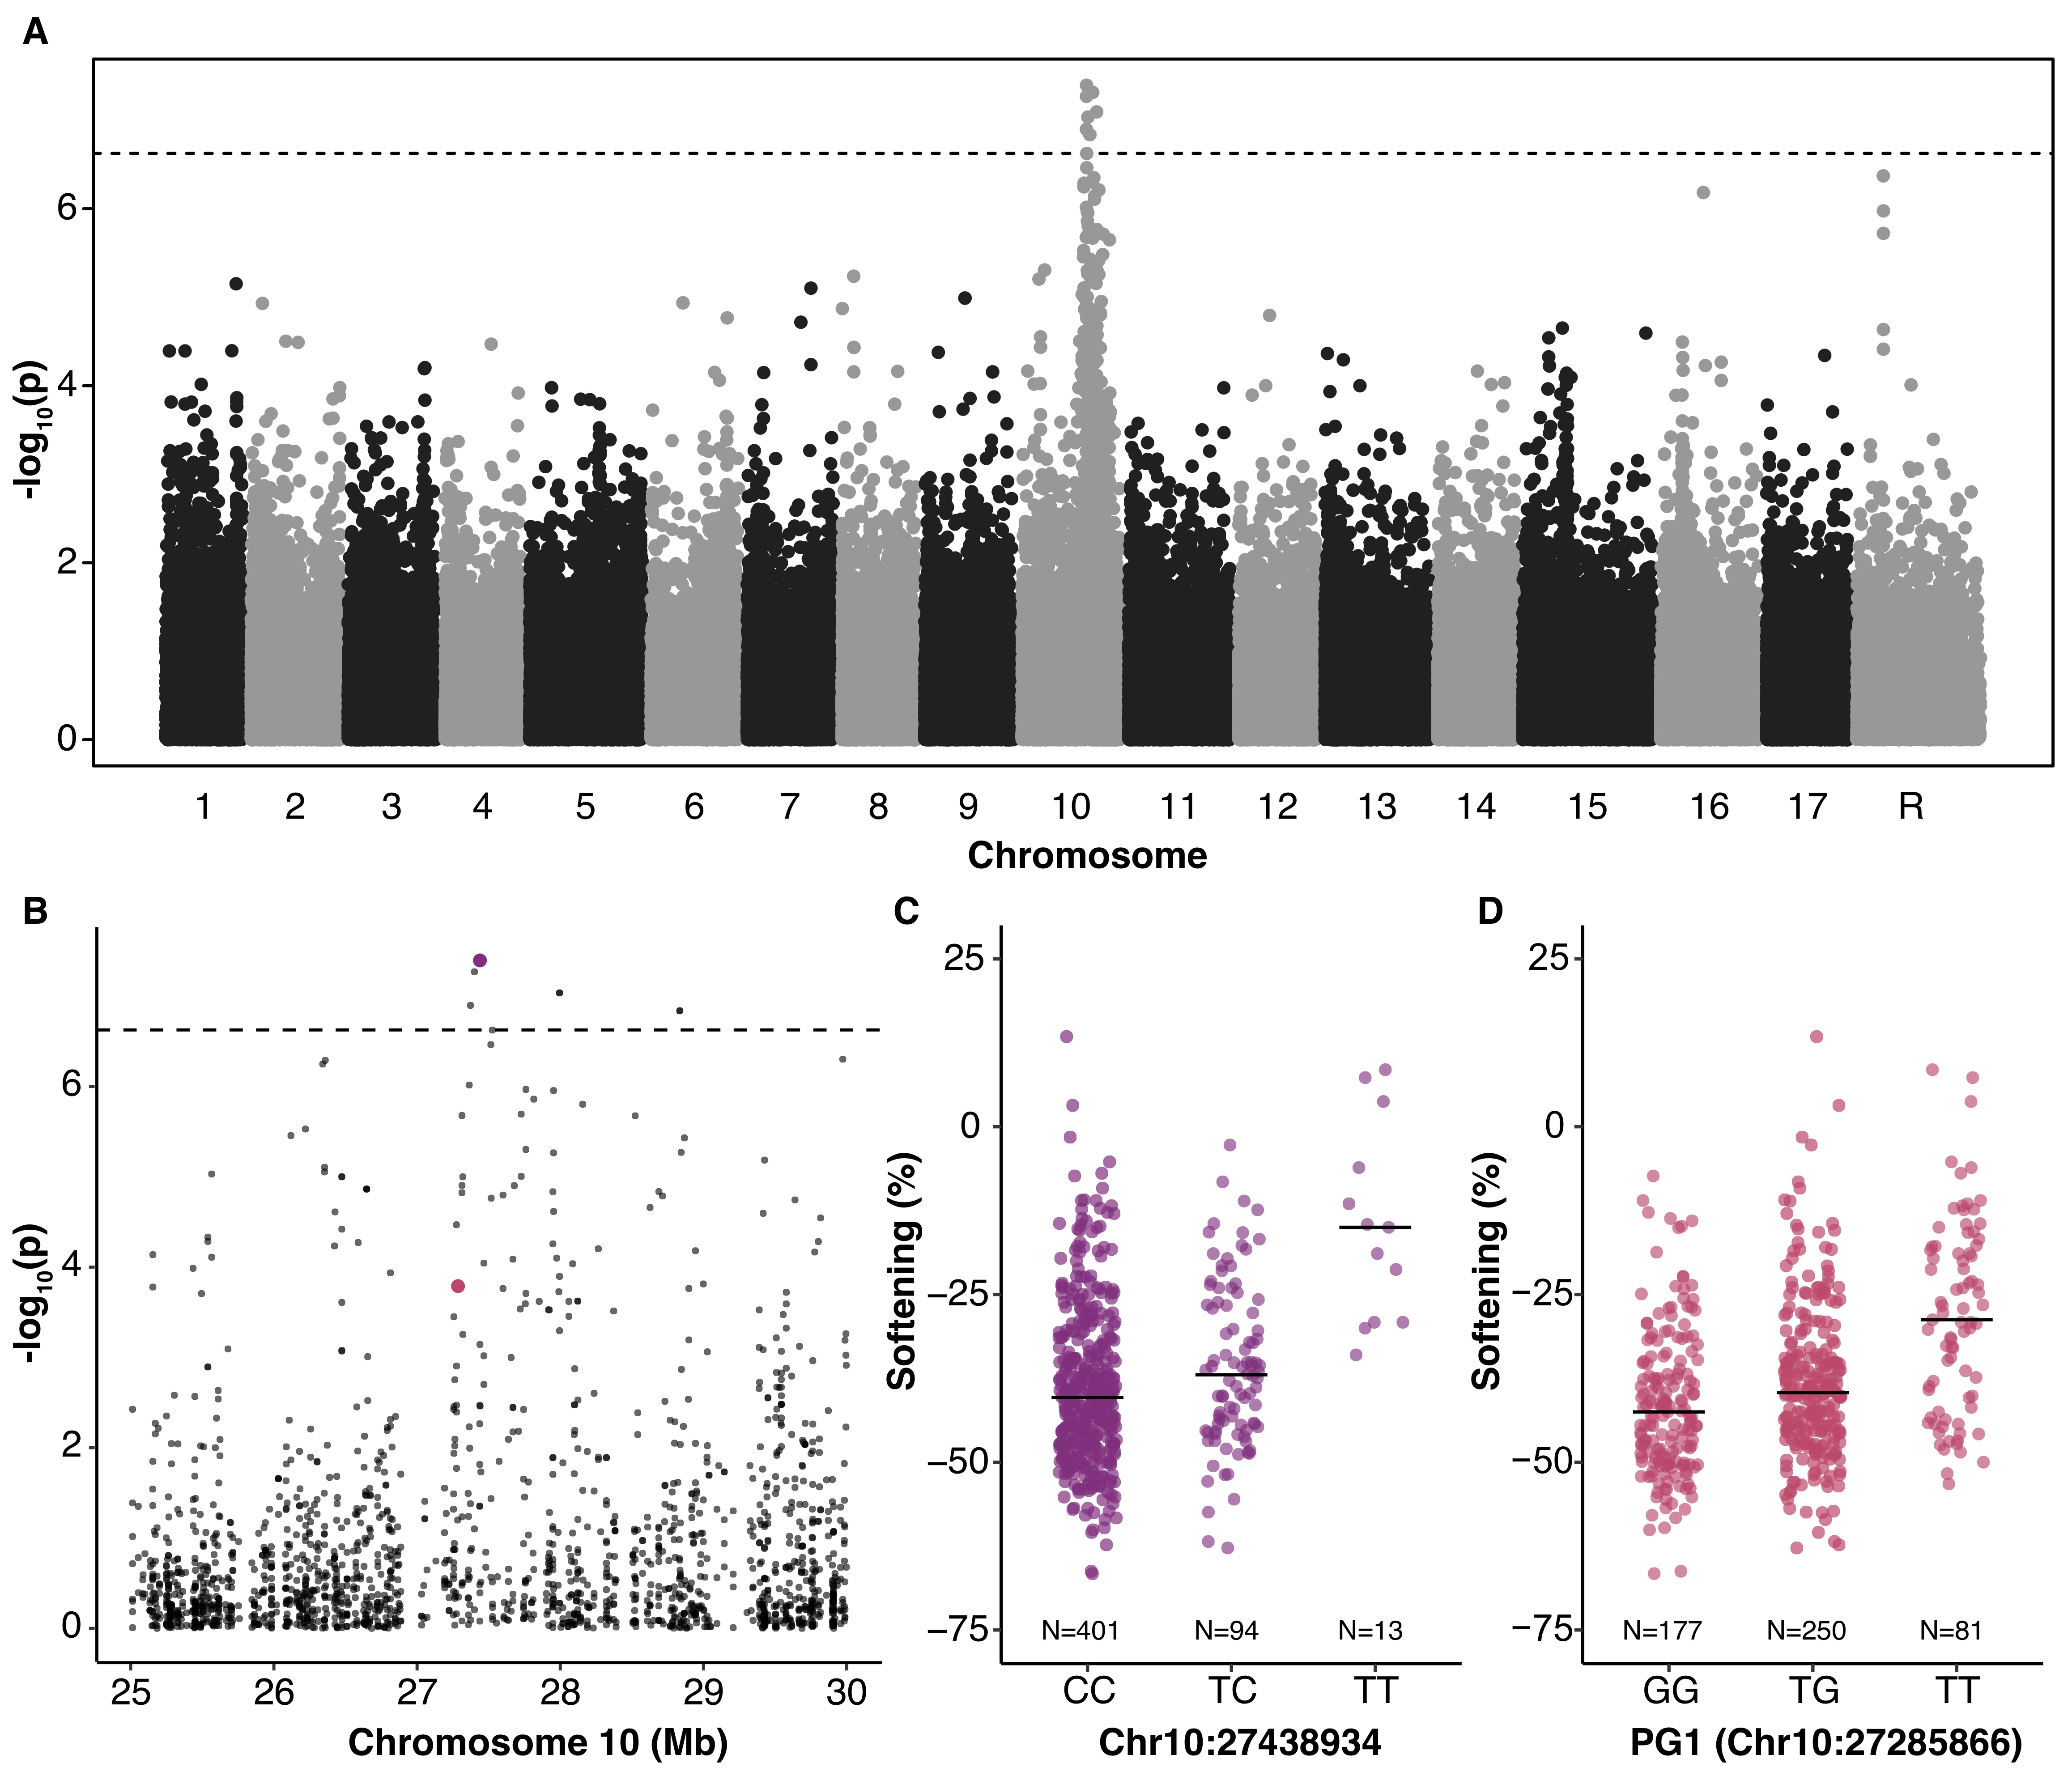 A
-log10(p)
6
4
2
0
1 2 3 4 5 6 7 8 9 10 11 12 13 14 15 16 17 R
Chromosome
B
-log10(p)
6
4
2
0
25 26 27 28 29 30
Chromosome 10 (Mb)
C
Softening (%)
25
0
−25
−50
−75
N=401 N=94 N=13
CC TC TT
Chr10:27438934
D
Softening (%)
25
0
−25
−50
−75
N=177 N=250 N=81
GG TG TT
PG1 (Chr10:27285866)